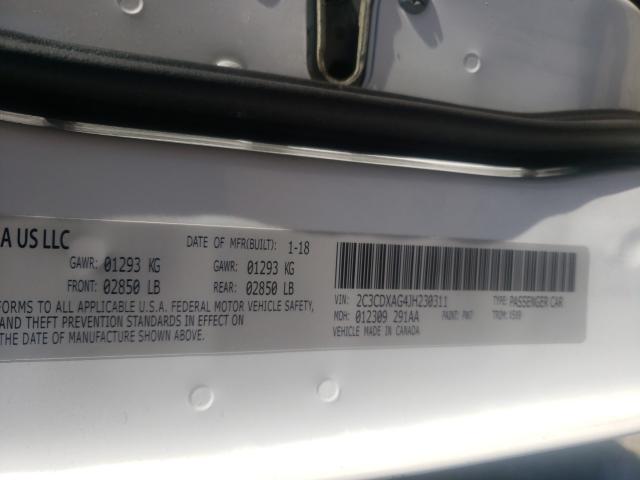 A US LLC
DATE OF MFR(BUILT): 1-18
GAWR: 01293 KG GAWR: 01293 KG
FRONT: 02850 LB REAR: 02850 LB
FORMS TO ALL APPLICABLE U.S.A. FEDERAL MOTOR VEHICLE SAFETY,
AND THEFT PREVENTION STANDARDS IN EFFECT
THE DATE OF MANUFACTURE SHOWN ABOVE.
VIN: 2C3CDXAG4JH230311 TYPE: PASSENGER CAR
MDH: 012309 291AA PAINT: PW7 TRIM:
VEHICLE MADE IN CANADA